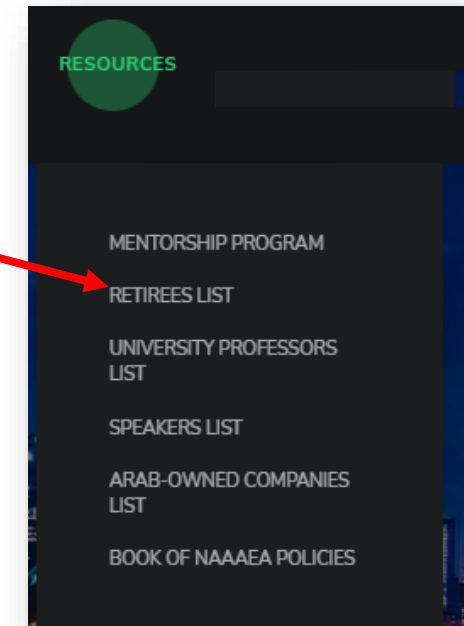 RESOURCES
MENTORSHIP PROGRAM
RETIREES LIST
UNIVERSITY PROFESSORS
LIST
SPEAKERS LIST
ARAB-OWNED COMPANIES
LIST
BOOK OF NAAAEA POLICIES